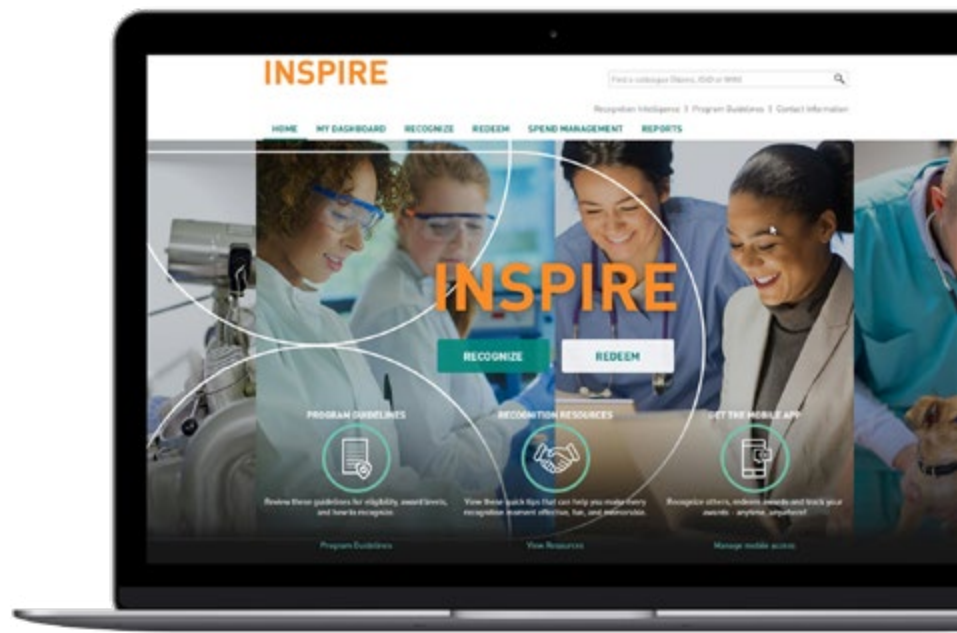 INSPIRE
Find a colleague (Name, or
Recognition Intelligence | Program Guidelines | Contact Information
HOME MY DASHBOARD RECOGNIZE REDEEM SPEND MANAGEMENT REPORTS
INSPIRE
RECOGNIZE REDEEM
PROGRAM GUIDELINES RECOGNITION RESOURCES GET THE MOBILE APP
Review these guidelines for eligibility, award levels, View these quick tips that can help you make every Recognize others, redeem awards and track your
and how to recognize. recognition moment effective, fun, and memorable. awards - anytime, anywhere!
Program Guidelines View Resources Manage mobile access